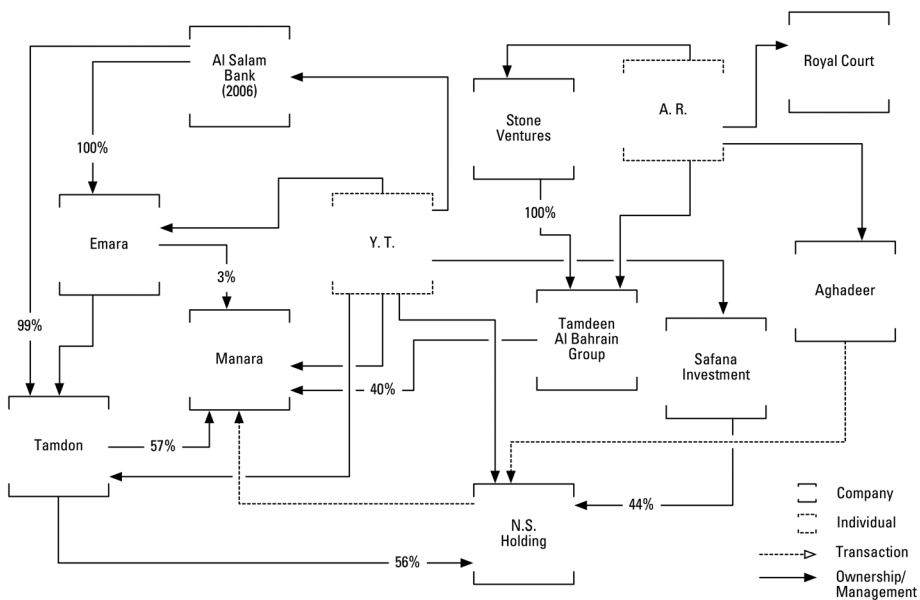 Al Salam
Bank
(2006)
Royal Court
Stone
Ventures
A. R.
100%
Emara
Y. T.
100%
3%
Aghadeer
99%
Manara
Tamdeen
Al Bahrain
Group
Safana
Investment
40%
Tamdon
57%
44%
N.S.
Holding
56%
Company
Individual
Transaction
Ownership/
Management